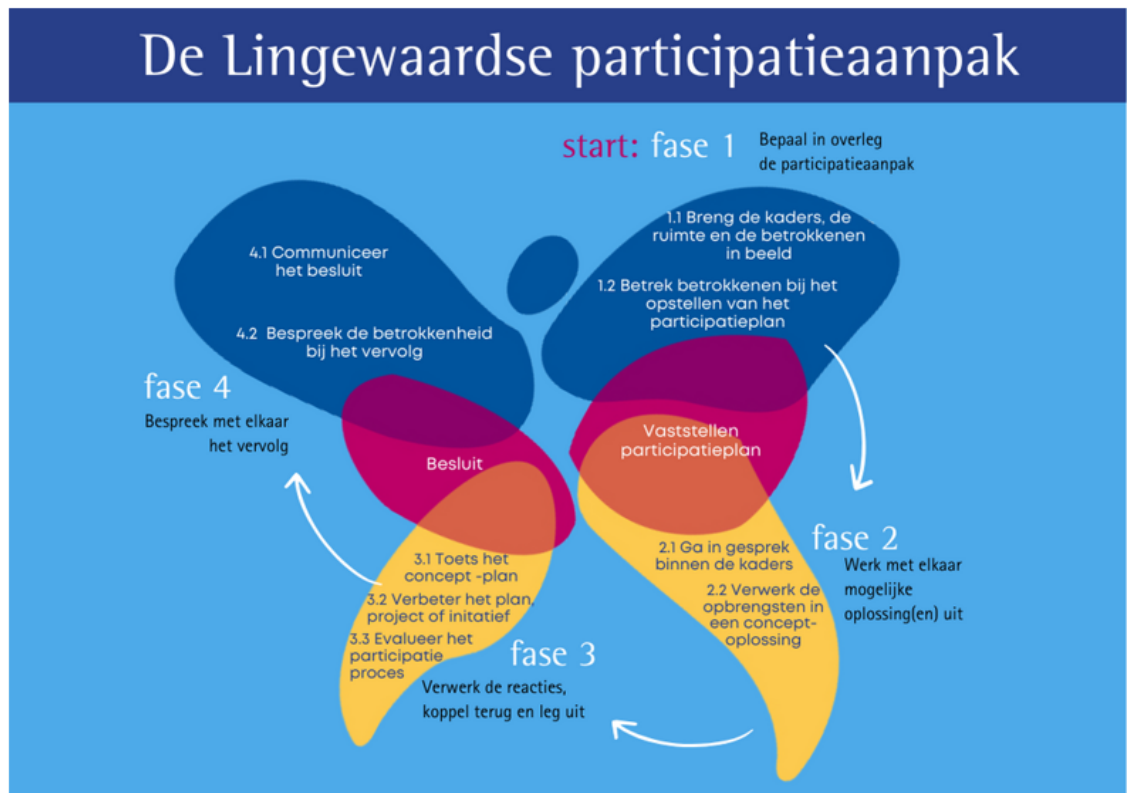 De Lingewaardse participatieaanpak
start: fase 1
Bepaal in overleg
de participatieaanpak
1.1 Breng de kaders, de
ruimte en de betrokkenen
in beeld
1.2 Betrek betrokkenen bij het
opstellen van het
participatieplan
Vaststellen
participatieplan
fase 2
Werk met elkaar
mogelijke
oplossing(en) uit
2.1 Ga in gesprek
binnen de kaders
2.2 Verwerk de
opbrengsten in
een concept-
oplossing
fase 3
Verwerk de reacties,
koppel terug en leg uit
3.1 Toets het
concept -plan
3.2 Verbeter het plan,
project of initatief
3.3 Evalueer het
participatie
proces
Besluit
fase 4
Bespreek met elkaar
het vervolg
4.1 Communiceer
het besluit
4.2 Bespreek de betrokkenheid
bij het vervolg